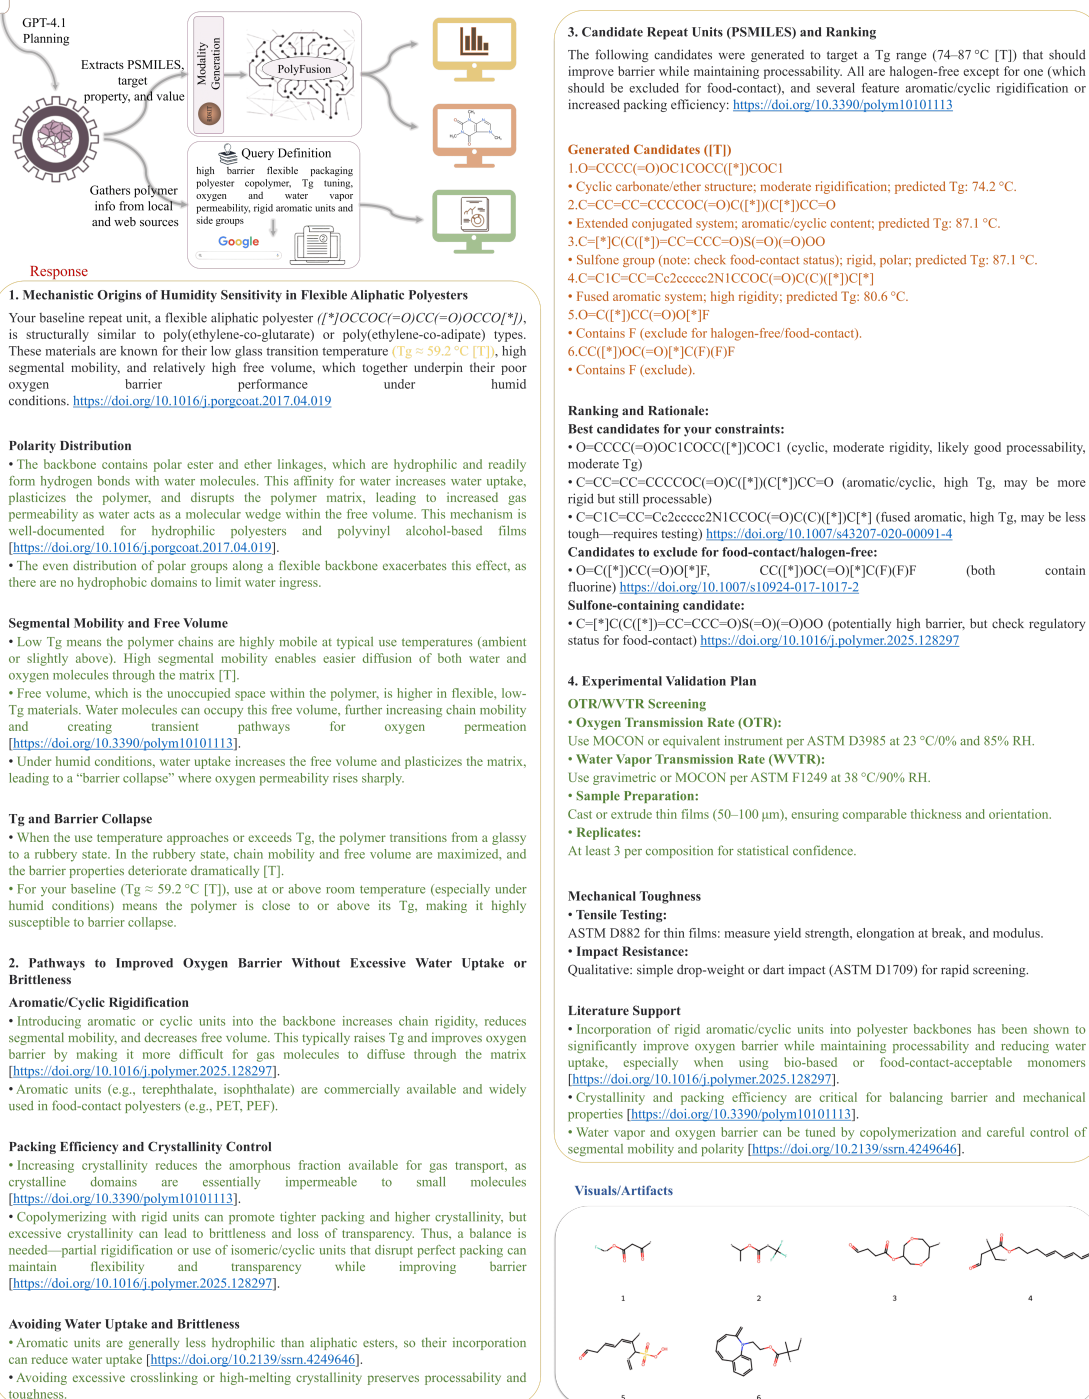 GPT-4.1
Planning
Extracts PSMILES,
target
property, and value
Modality
Generation
PolyFusion
Gathers polymer
info from local
and web sources
Query Definition
high barrier flexible packaging
polyester copolymer, Tg tuning,
oxygen and water vapor
permeability, rigid aromatic units and
side groups
Google
Response
1. Mechanistic Origins of Humidity Sensitivity in Flexible Aliphatic Polyesters
Your baseline repeat unit, a flexible aliphatic polyester ([*]OCCOC(=O)CC(=O)OCCO[*]),
is structurally similar to poly(ethylene-co-glutarate) or poly(ethylene-co-adipate) types.
These materials are known for their low glass transition temperature (Tg ≈ 59.2 °C [T]), high
segmental mobility, and relatively high free volume, which together underpin their poor
oxygen barrier performance under humid
conditions. https://doi.org/10.1016/j.porgcoat.2017.04.019
Polarity Distribution
• The backbone contains polar ester and ether linkages, which are hydrophilic and readily
form hydrogen bonds with water molecules. This affinity for water increases water uptake,
plasticizes the polymer, and disrupts the polymer matrix, leading to increased gas
permeability as water acts as a molecular wedge within the free volume. This mechanism is
well-documented for hydrophilic polyesters and polyvinyl alcohol-based films
[https://doi.org/10.1016/j.porgcoat.2017.04.019].
• The even distribution of polar groups along a flexible backbone exacerbates this effect, as
there are no hydrophobic domains to limit water ingress.
Segmental Mobility and Free Volume
• Low Tg means the polymer chains are highly mobile at typical use temperatures (ambient
or slightly above). High segmental mobility enables easier diffusion of both water and
oxygen molecules through the matrix [T].
• Free volume, which is the unoccupied space within the polymer, is higher in flexible, low-
Tg materials. Water molecules can occupy this free volume, further increasing chain mobility
and creating transient pathways for oxygen permeation
[https://doi.org/10.3390/polym10101113].
• Under humid conditions, water uptake increases the free volume and plasticizes the matrix,
leading to a “barrier collapse” where oxygen permeability rises sharply.
Tg and Barrier Collapse
• When the use temperature approaches or exceeds Tg, the polymer transitions from a glassy
to a rubbery state. In the rubbery state, chain mobility and free volume are maximized, and
the barrier properties deteriorate dramatically [T].
• For your baseline (Tg ≈ 59.2 °C [T]), use at or above room temperature (especially under
humid conditions) means the polymer is close to or above its Tg, making it highly
susceptible to barrier collapse.
2. Pathways to Improved Oxygen Barrier Without Excessive Water Uptake or
Brittleness
Aromatic/Cyclic Rigidification
• Introducing aromatic or cyclic units into the backbone increases chain rigidity, reduces
segmental mobility, and decreases free volume. This typically raises Tg and improves oxygen
barrier by making it more difficult for gas molecules to diffuse through the matrix
[https://doi.org/10.1016/j.polymer.2025.128297].
• Aromatic units (e.g., terephthalate, isophthalate) are commercially available and widely
used in food-contact polyesters (e.g., PET, PEF).
Packing Efficiency and Crystallinity Control
• Increasing crystallinity reduces the amorphous fraction available for gas transport, as
crystalline domains are essentially impermeable to small molecules
[https://doi.org/10.3390/polym10101113].
• Copolymerizing with rigid units can promote tighter packing and higher crystallinity, but
excessive crystallinity can lead to brittleness and loss of transparency. Thus, a balance is
needed—partial rigidification or use of isomeric/cyclic units that disrupt perfect packing can
maintain flexibility and transparency while improving barrier
[https://doi.org/10.1016/j.polymer.2025.128297].
Avoiding Water Uptake and Brittleness
• Aromatic units are generally less hydrophilic than aliphatic esters, so their incorporation
can reduce water uptake [https://doi.org/10.2139/ssrn.4249646].
• Avoiding excessive crosslinking or high-melting crystallinity preserves processability and
toughness.
3. Candidate Repeat Units (PSMILES) and Ranking
The following candidates were generated to target a Tg range (74–87 °C [T]) that should
improve barrier while maintaining processability. All are halogen-free except for one (which
should be excluded for food-contact), and several feature aromatic/cyclic rigidification or
increased packing efficiency: https://doi.org/10.3390/polym10101113
Generated Candidates ([T])
1.O=CCCC(=O)OC1COCC([*])COC1
• Cyclic carbonate/ether structure; moderate rigidification; predicted Tg: 74.2 °C.
2.C=CC=CC=CCCCOC(=O)C([*])(C[*])CC=O
• Extended conjugated system; aromatic/cyclic content; predicted Tg: 87.1 °C.
3.C=[*]C(C([*])=CC=CCC=O)S(=O)(=O)OO
• Sulfone group (note: check food-contact status); rigid, polar; predicted Tg: 87.1 °C.
4.C=C1C=CC=Cc2ccccc2N1CCOC(=O)C(C)([*])C[*]
• Fused aromatic system; high rigidity; predicted Tg: 80.6 °C.
5.O=C([*])CC(=O)O[*]F
• Contains F (exclude for halogen-free/food-contact).
6.CC([*])OC(=O)[*]C(F)(F)F
• Contains F (exclude).
Ranking and Rationale:
Best candidates for your constraints:
• O=CCCC(=O)OC1COCC([*])COC1 (cyclic, moderate rigidity, likely good processability,
moderate Tg)
• C=CC=CC=CCCCOC(=O)C([*])(C[*])CC=O (aromatic/cyclic, high Tg, may be more
rigid but still processable)
• C=C1C=CC=Cc2ccccc2N1CCOC(=O)C(C)([*])C[*] (fused aromatic, high Tg, may be less
tough—requires testing) https://doi.org/10.1007/s43207-020-00091-4
Candidates to exclude for food-contact/halogen-free:
• O=C([*])CC(=O)O[*]F, CC([*])OC(=O)[*]C(F)(F)F (both contain
fluorine) https://doi.org/10.1007/s10924-017-1017-2
Sulfone-containing candidate:
• C=[*]C(C([*])=CC=CCC=O)S(=O)(=O)OO (potentially high barrier, but check regulatory
status for food-contact) https://doi.org/10.1016/j.polymer.2025.128297
4. Experimental Validation Plan
OTR/WVTR Screening
• Oxygen Transmission Rate (OTR):
Use MOCON or equivalent instrument per ASTM D3985 at 23 °C/0% and 85% RH.
• Water Vapor Transmission Rate (WVTR):
Use gravimetric or MOCON per ASTM F1249 at 38 °C/90% RH.
• Sample Preparation:
Cast or extrude thin films (50–100 μm), ensuring comparable thickness and orientation.
• Replicates:
At least 3 per composition for statistical confidence.
Mechanical Toughness
• Tensile Testing:
ASTM D882 for thin films: measure yield strength, elongation at break, and modulus.
• Impact Resistance:
Qualitative: simple drop-weight or dart impact (ASTM D1709) for rapid screening.
Literature Support
• Incorporation of rigid aromatic/cyclic units into polyester backbones has been shown to
significantly improve oxygen barrier while maintaining processability and reducing water
uptake, especially when using bio-based or food-contact-acceptable monomers
[https://doi.org/10.1016/j.polymer.2025.128297].
• Crystallinity and packing efficiency are critical for balancing barrier and mechanical
properties [https://doi.org/10.3390/polym10101113].
• Water vapor and oxygen barrier can be tuned by copolymerization and careful control of
segmental mobility and polarity [https://doi.org/10.2139/ssrn.4249646].
Visuals/Artifacts
1
2
3
4
5
6